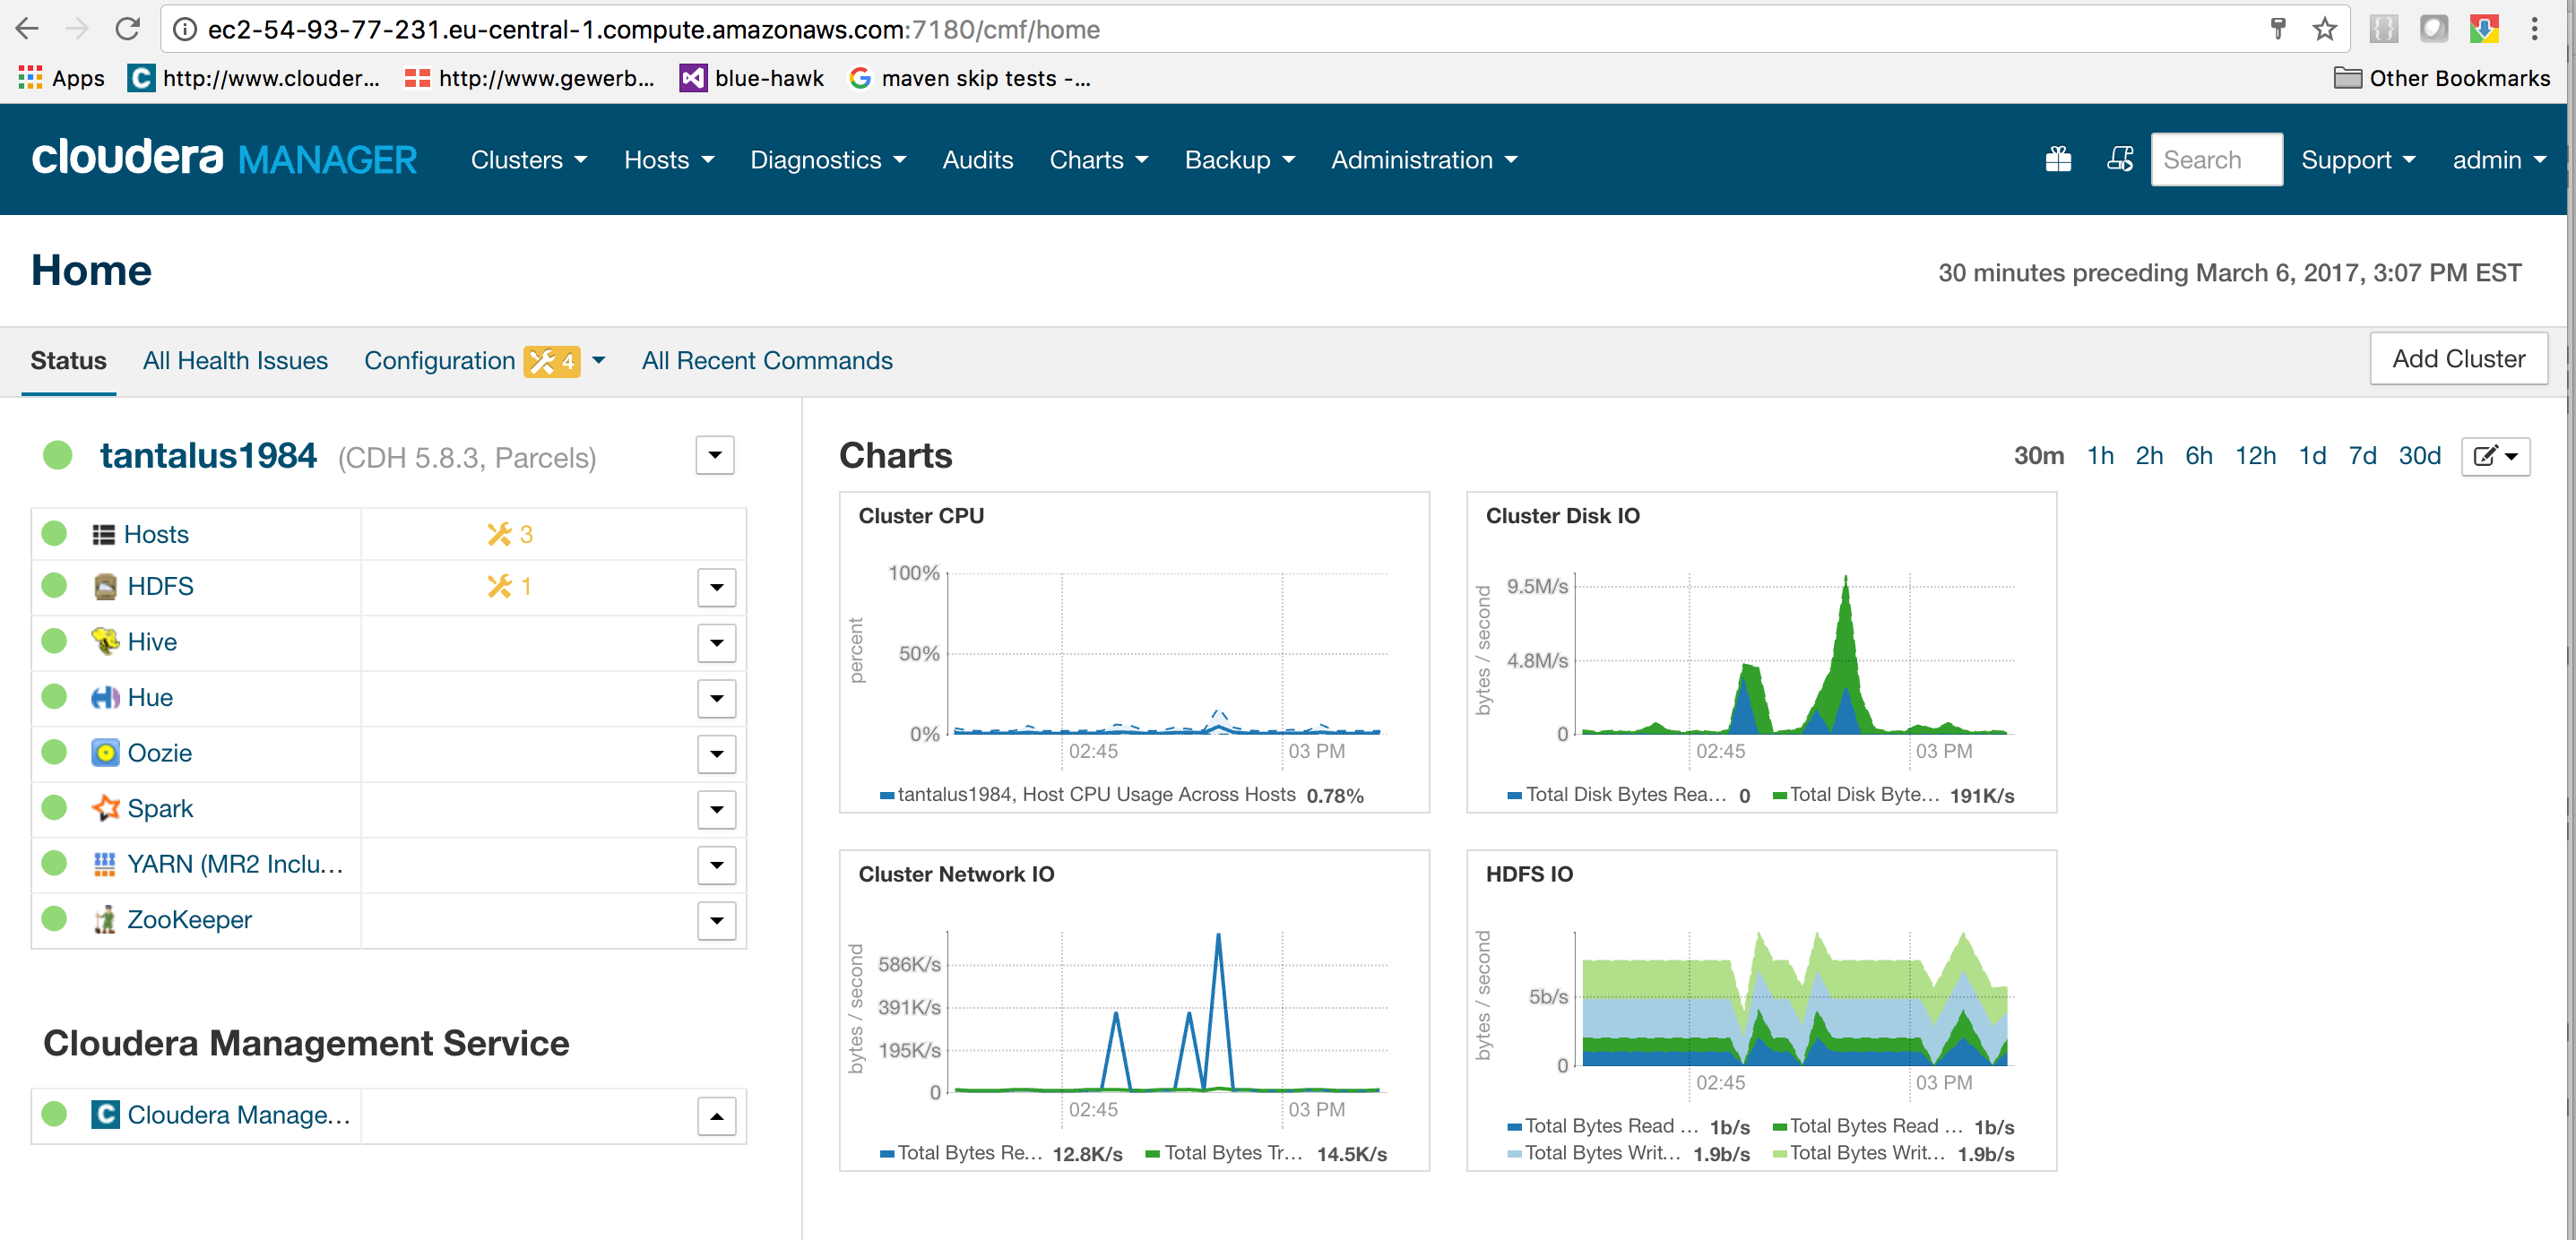 ec2-54-93-77-231.eu-central-1.compute.amazonaws.com:7180/cmf/home
Apps http://www.clouder... http://www.gewerb... blue-hawk maven skip tests -... Other Bookmarks
cloudera MANAGER Clusters Hosts Diagnostics Audits Charts Backup Administration Search Support admin
Home
30 minutes preceding March 6, 2017, 3:07 PM EST
Status All Health Issues Configuration 4 All Recent Commands Add Cluster
tantalus1984 (CDH 5.8.3, Parcels)
Hosts 3
HDFS 1
Hive
Hue
Oozie
Spark
YARN (MR2 Inclu...
ZooKeeper
Cloudera Management Service
C Cloudera Manage...
Charts
30m 1h 2h 6h 12h 1d 7d 30d
Cluster CPU
percent
100%
50%
0%
02:45 03 PM
tantalus1984, Host CPU Usage Across Hosts 0.78%
Cluster Disk IO
bytes / second
9.5M/s
4.8M/s
0
02:45 03 PM
Total Disk Bytes Rea... 0 Total Disk Byte... 191K/s
Cluster Network IO
bytes / second
586K/s
391K/s
195K/s
0
02:45 03 PM
Total Bytes Re... 12.8K/s Total Bytes Tr... 14.5K/s
HDFS IO
bytes / second
5b/s
0
02:45 03 PM
Total Bytes Read ... 1b/s Total Bytes Read ... 1b/s
Total Bytes Writ... 1.9b/s Total Bytes Writ... 1.9b/s